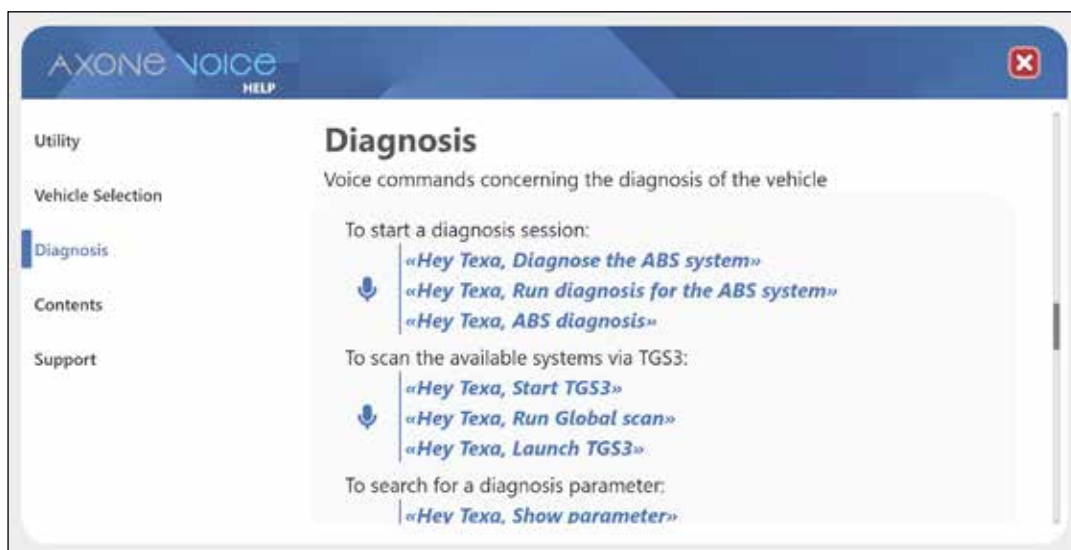 AXONE VOICE
HELP
Utility
Vehicle Selection
Diagnosis
Contents
Support
Diagnosis
Voice commands concerning the diagnosis of the vehicle
To start a diagnosis session:
«Hey Texa, Diagnose the ABS system»
«Hey Texa, Run diagnosis for the ABS system»
«Hey Texa, ABS diagnosis»
To scan the available systems via TGS3:
«Hey Texa, Start TGS3»
«Hey Texa, Run Global scan»
«Hey Texa, Launch TGS3»
To search for a diagnosis parameter:
«Hey Texa, Show parameter»